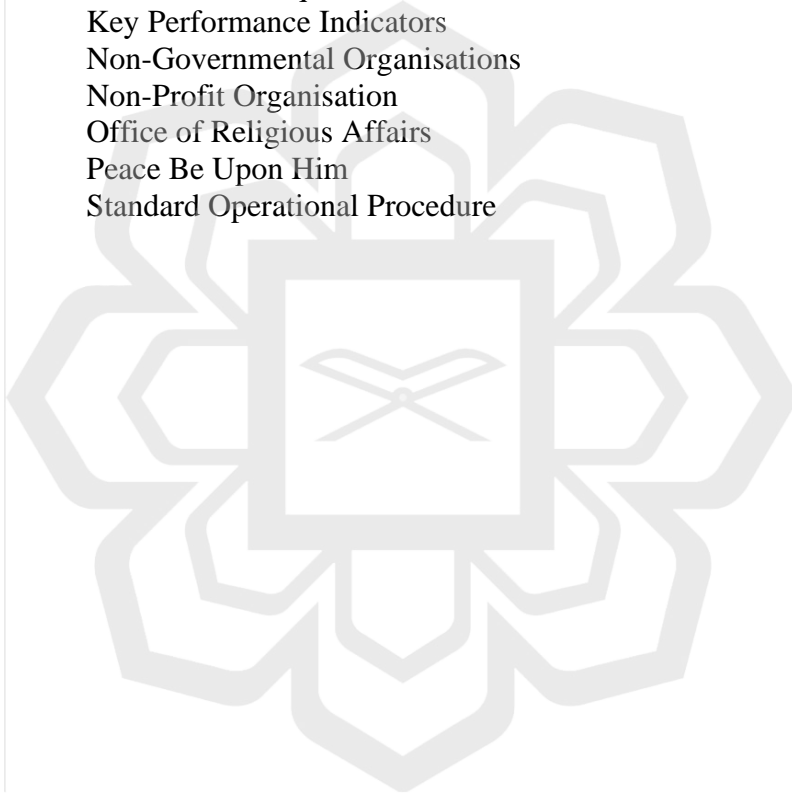 Key Performance Indicators
Non-Governmental Organisations
Non-Profit Organisation
Office of Religious Affairs
Peace Be Upon Him
Standard Operational Procedure